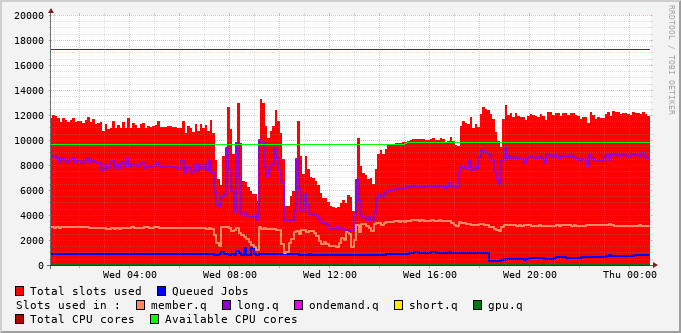 20000
18000
16000
14000
12000
10000
8000
6000
4000
2000
0
RRDTOOL / TOBI OETIKER
Wed 04:00 Wed 08:00 Wed 12:00 Wed 16:00 Wed 20:00 Thu 00:00
Total slots used Queued Jobs
Slots used in : member.q long.q ondemand.q short.q gpu.q
Total CPU cores Available CPU cores